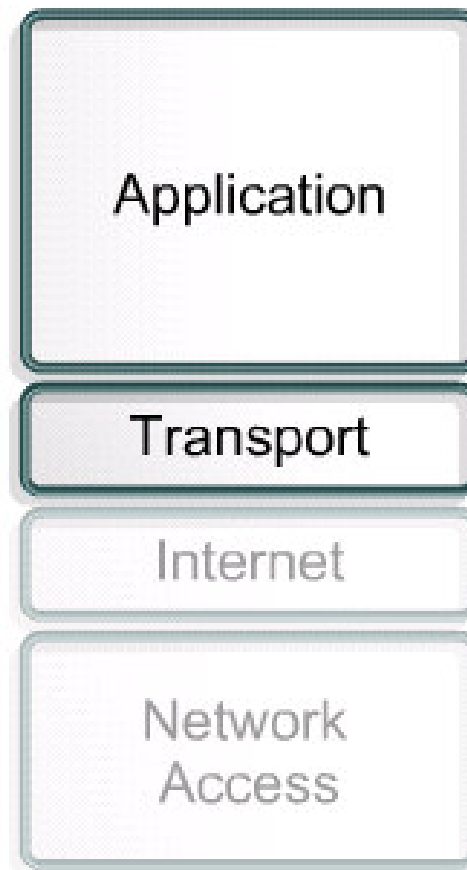 Application
Transport
Internet
Network
Access